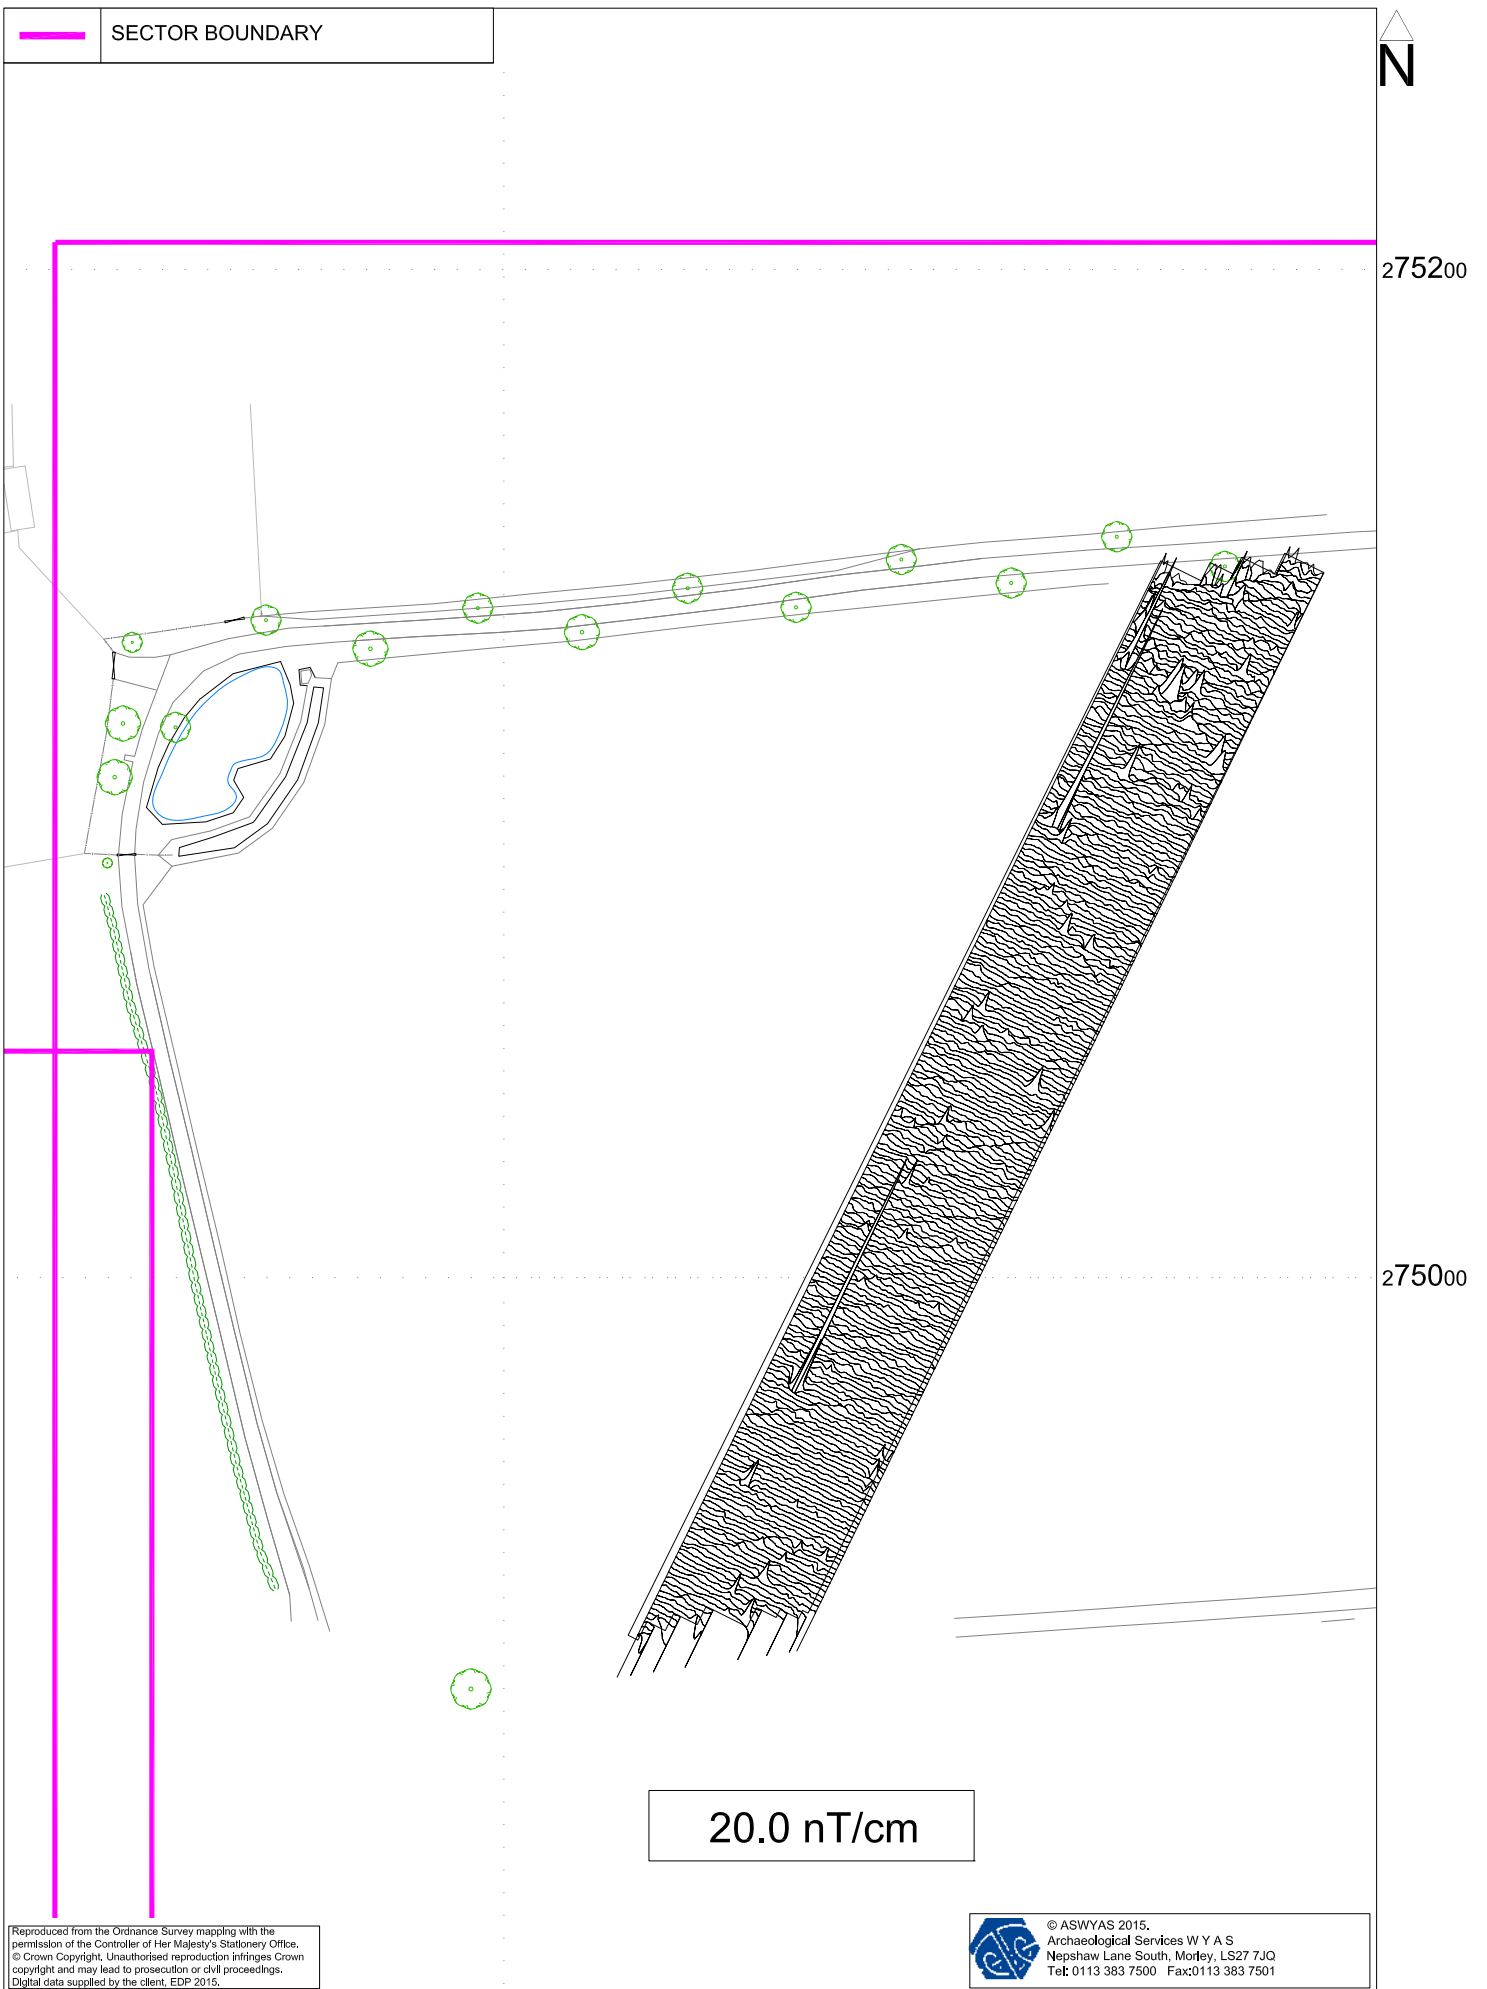 SECTOR BOUNDARY
N
275200
275000
20.0 nT/cm
Reproduced from the Ordnance Survey mapping with the
permission of the Controller of Her Majesty's Stationery Office.
© Crown Copyright. Unauthorised reproduction infringes Crown
copyright and may lead to prosecution or civil proceedings.
Digital data supplied by the client, EDP 2015.
© ASWYAS 2015.
Archaeological Services W Y A S
Nepshaw Lane South, Morley, LS27 7JQ
Tel: 0113 383 7500 Fax:0113 383 7501